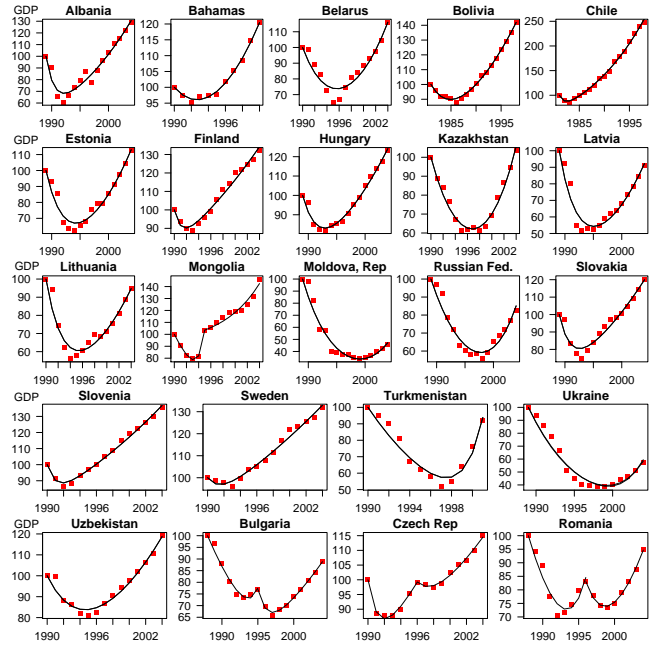 GDP Albania Bahamas Belarus Bolivia Chile
130 120 110 100 90 80 70 60
120 115 110 105 100 95
110 100 90 80 70
140 130 120 110 100 90
250 200 150 100
1990 2000 1990 1996 1990 1996 2002 1985 1995 1985 1995
Estonia Finland Hungary Kazakhstan Latvia
110 100 90 80 70
130 120 110 100 90
120 110 100 90
100 90 80 70 60
100 90 80 70 60 50
1990 2000 1990 1996 2002 1990 2000 1990 1996 2002 1990 2000
GDP Lithuania Mongolia Moldova, Rep Russian Fed. Slovakia
100 90 80 70 60
140 130 120 110 100 90 80
100 80 60 40
100 90 80 70 60
120 110 100 90 80
1990 1996 2002 1990 1996 2002 1990 2000 1990 2000 1990 2000
GDP Slovenia Sweden Turkmenistan Ukraine
130 120 110 100 90
130 120 110 100
100 90 80 70 60 50
100 90 80 70 60 50 40
1990 1996 2002 1990 1996 2002 1990 1994 1998 1990 2000
GDP Uzbekistan Bulgaria Czech Rep Romania
120 110 100 90 80
100 95 90 85 80 75 70 65
115 110 105 100 95 90
100 95 90 85 80 75 70
1990 1996 2002 1990 2000 1990 1996 2002 1990 2000